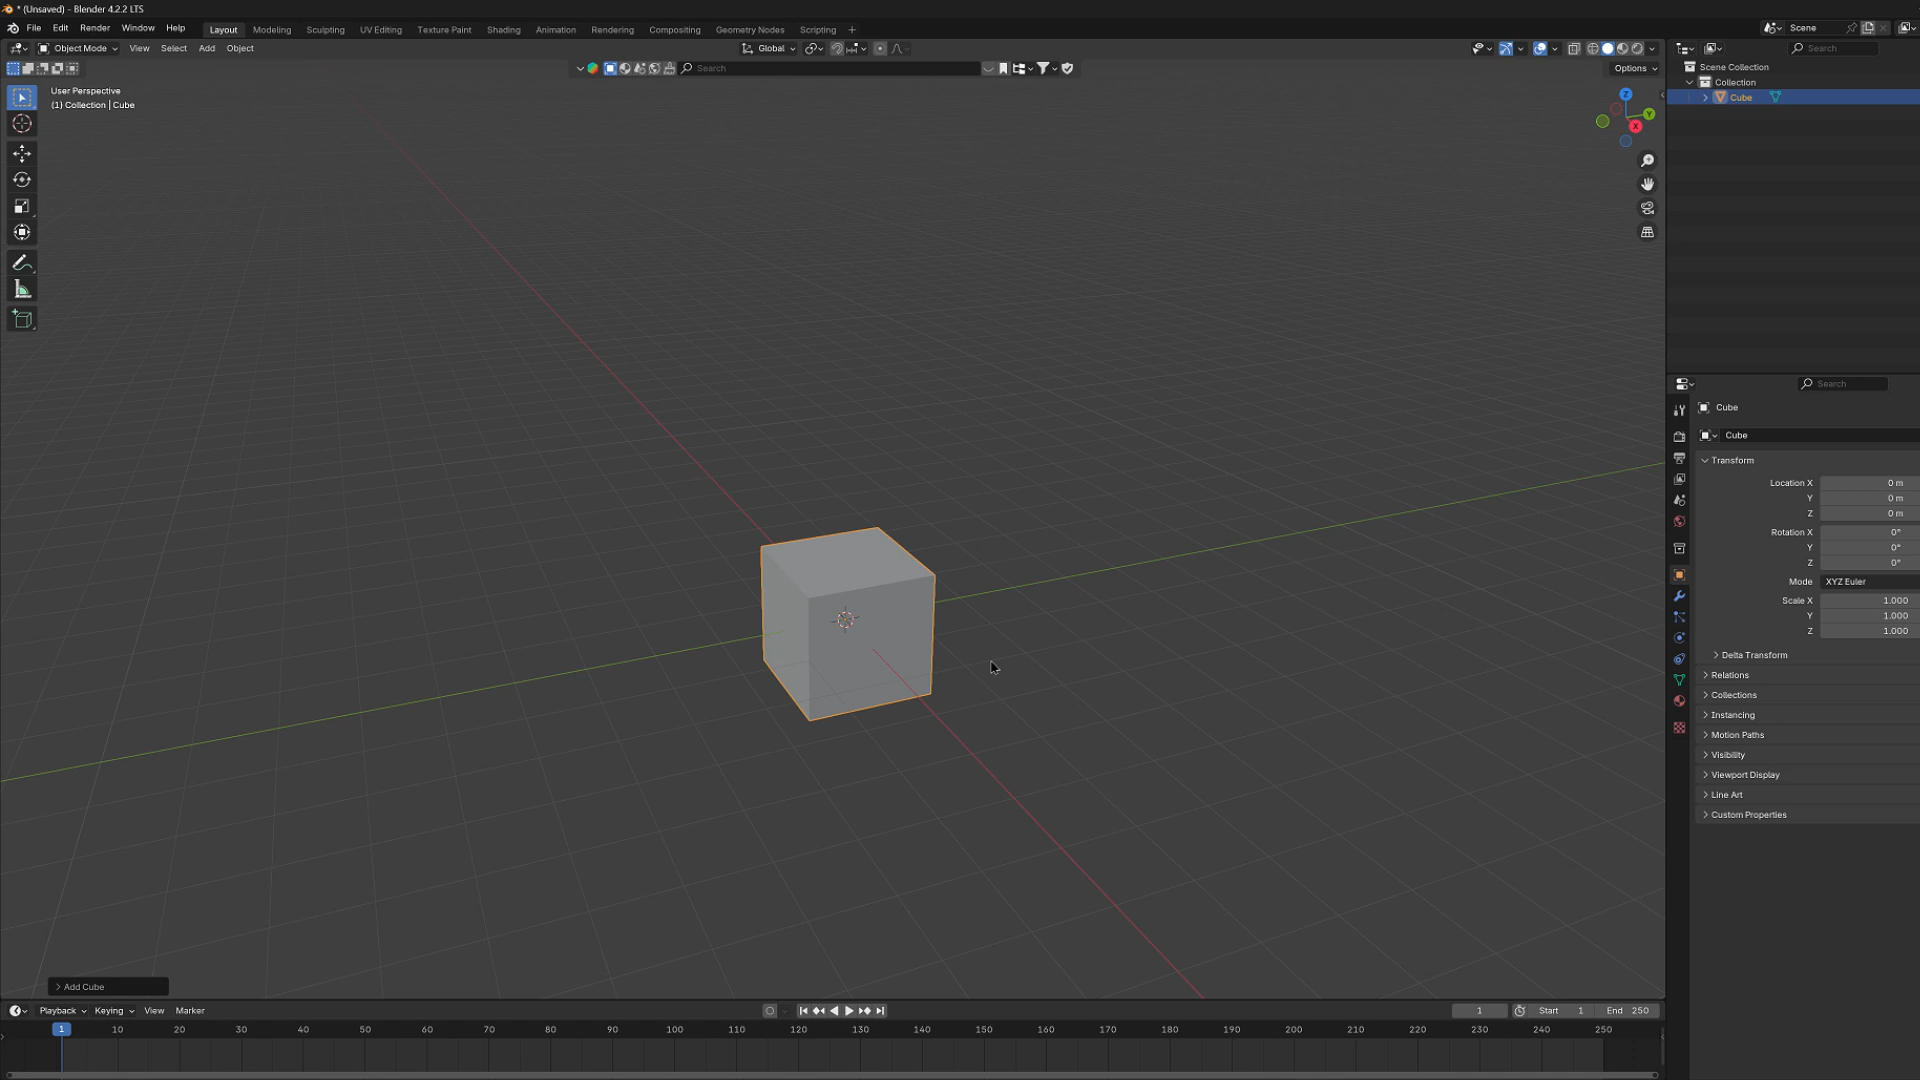 * (Unsaved) - Blender 4.2.2 LTS
File Edit Render Window Help Layout Modeling Sculpting UV Editing Texture Paint Shading Animation Rendering Compositing Geometry Nodes Scripting + Scene
Object Mode View Select Add Object Global Search
Search Options
User Perspective
(1) Collection | Cube
Z
Y
X
Scene Collection
Collection
Cube
Search
Cube
Cube
Transform
Location X 0 m
Y 0 m
Z 0 m
Rotation X 0°
Y 0°
Z 0°
Mode XYZ Euler
Scale X 1.000
Y 1.000
Z 1.000
Delta Transform
Relations
Collections
Instancing
Motion Paths
Visibility
Viewport Display
Line Art
Custom Properties
Add Cube
Playback Keying View Marker 1 Start 1 End 250
1 10 20 30 40 50 60 70 80 90 100 110 120 130 140 150 160 170 180 190 200 210 220 230 240 250